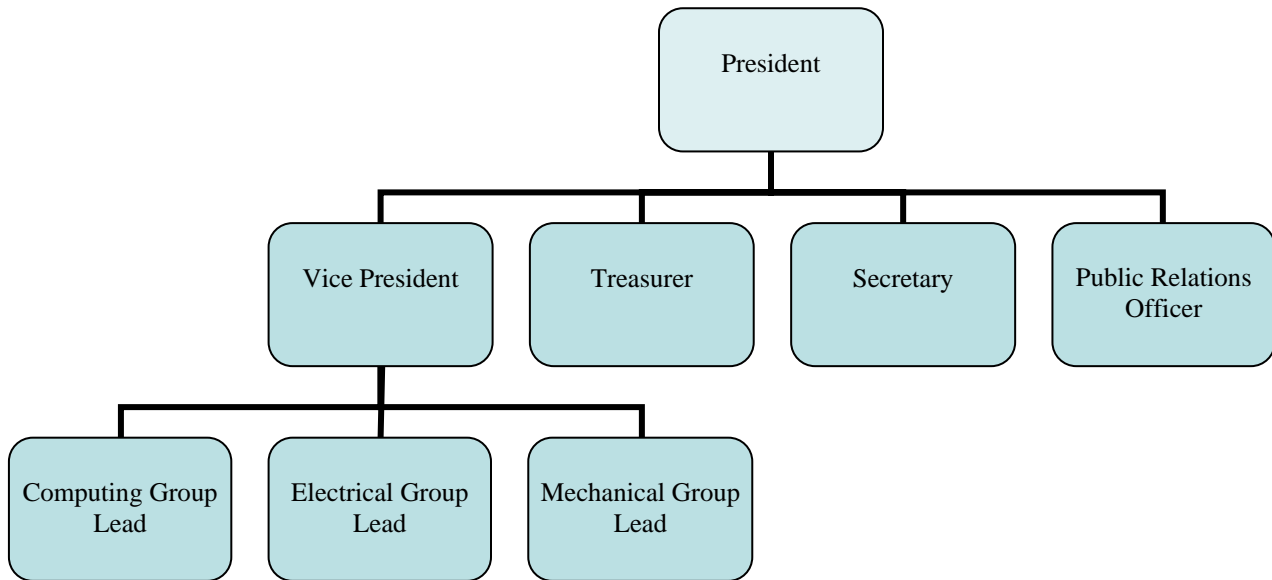 President
Vice President
Treasurer
Secretary
Public Relations
Officer
Computing Group
Lead
Electrical Group
Lead
Mechanical Group
Lead